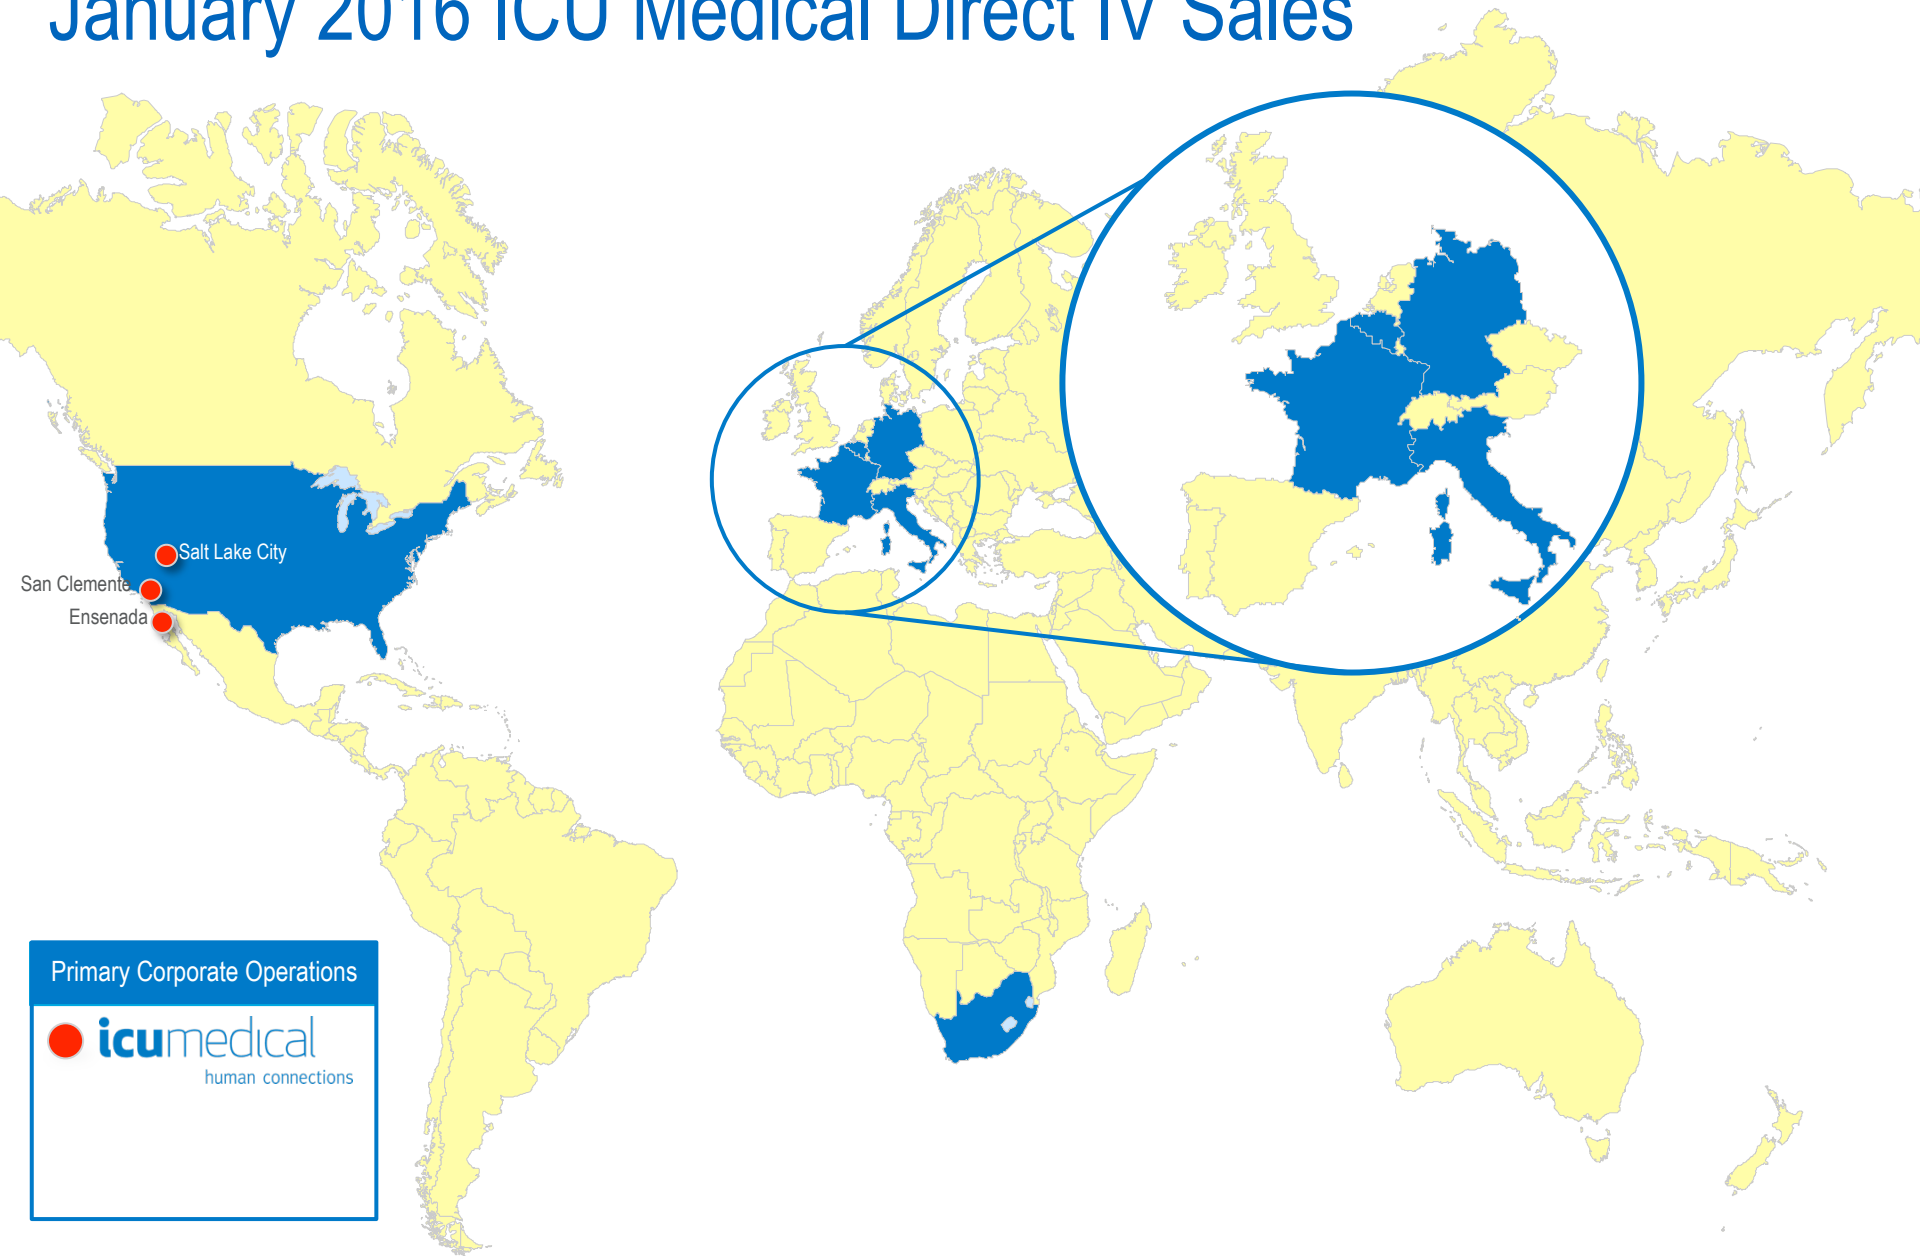 January 2016 ICU Medical Direct IV Sales
Salt Lake City
San Clemente
Ensenada
Primary Corporate Operations
icumedical
human connections